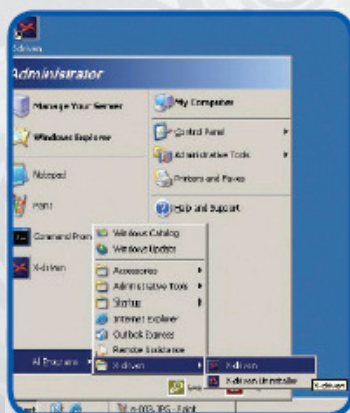 X-driven
Administrator
Manage Your Server
My Computer
Windows Explorer
Control Panel
Administrative Tools
Notepad
Printers and Faxes
Paint
Help and Support
Command Prom
Windows Catalog
Windows Update
X-driven
Accessories
Administrative Tools
Startup
Internet Explorer
Outlook Express
Remote Assistance
All Programs
X-driven
X-driven
X-driven Uninstaller
X-driven
n-003.JPG - Paint